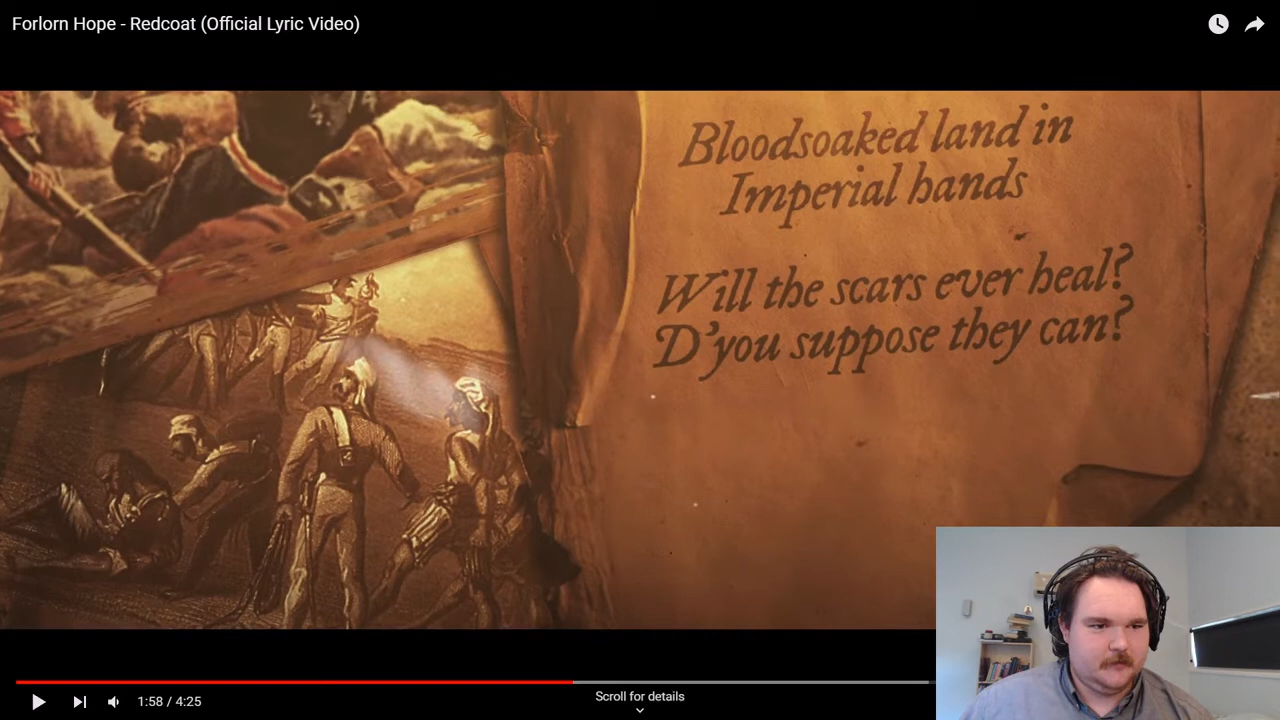 Forlorn Hope - Redcoat (Official Lyric Video)
Bloodsoaked land in
Imperial hands
Will the scars ever heal?
D'you suppose they can?
1:58 / 4:25
Scroll for details